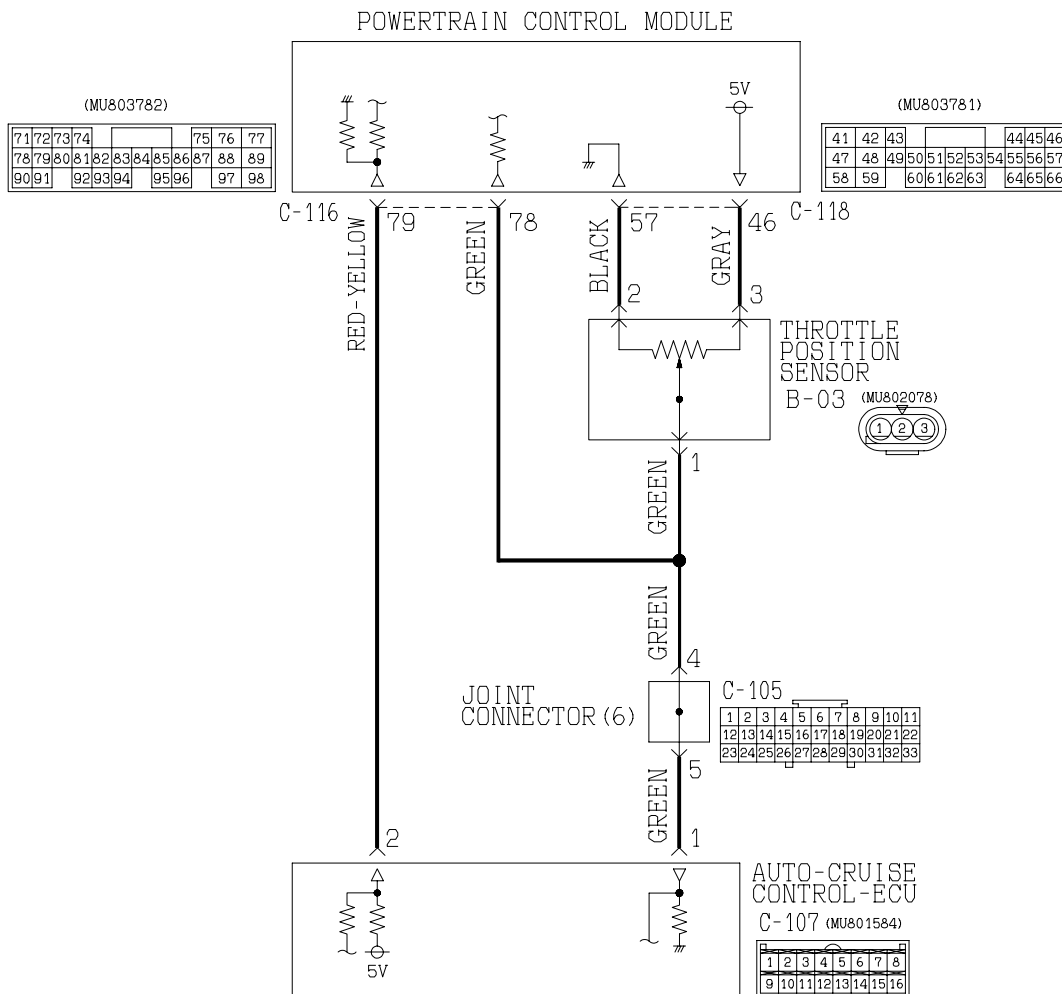 POWERTRAIN CONTROL MODULE
(MU803782)
71 72 73 74 75 76 77
78 79 80 81 82 83 84 85 86 87 88 89
90 91 92 93 94 95 96 97 98
5V
(MU803781)
41 42 43 44 45 46
47 48 49 50 51 52 53 54 55 56 57
58 59 60 61 62 63 64 65 66
C-116
79
78
57
46
C-118
RED-YELLOW
GREEN
BLACK
GRAY
2
3
THROTTLE
POSITION
SENSOR
B-03 (MU802078)
1 2 3
1
GREEN
GREEN
4
JOINT
CONNECTOR(6)
C-105
1 2 3 4 5 6 7 8 9 10 11
12 13 14 15 16 17 18 19 20 21 22
23 24 25 26 27 28 29 30 31 32 33
5
GREEN
2
1
AUTO-CRUISE
CONTROL-ECU
C-107 (MU801584)
5V
1 2 3 4 5 6 7 8
9 10 11 12 13 14 15 16